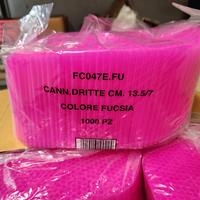 FC047E.FU
CANN.DRITTE CM. 13.5/7
COLORE FUCSIA
1000 PZ